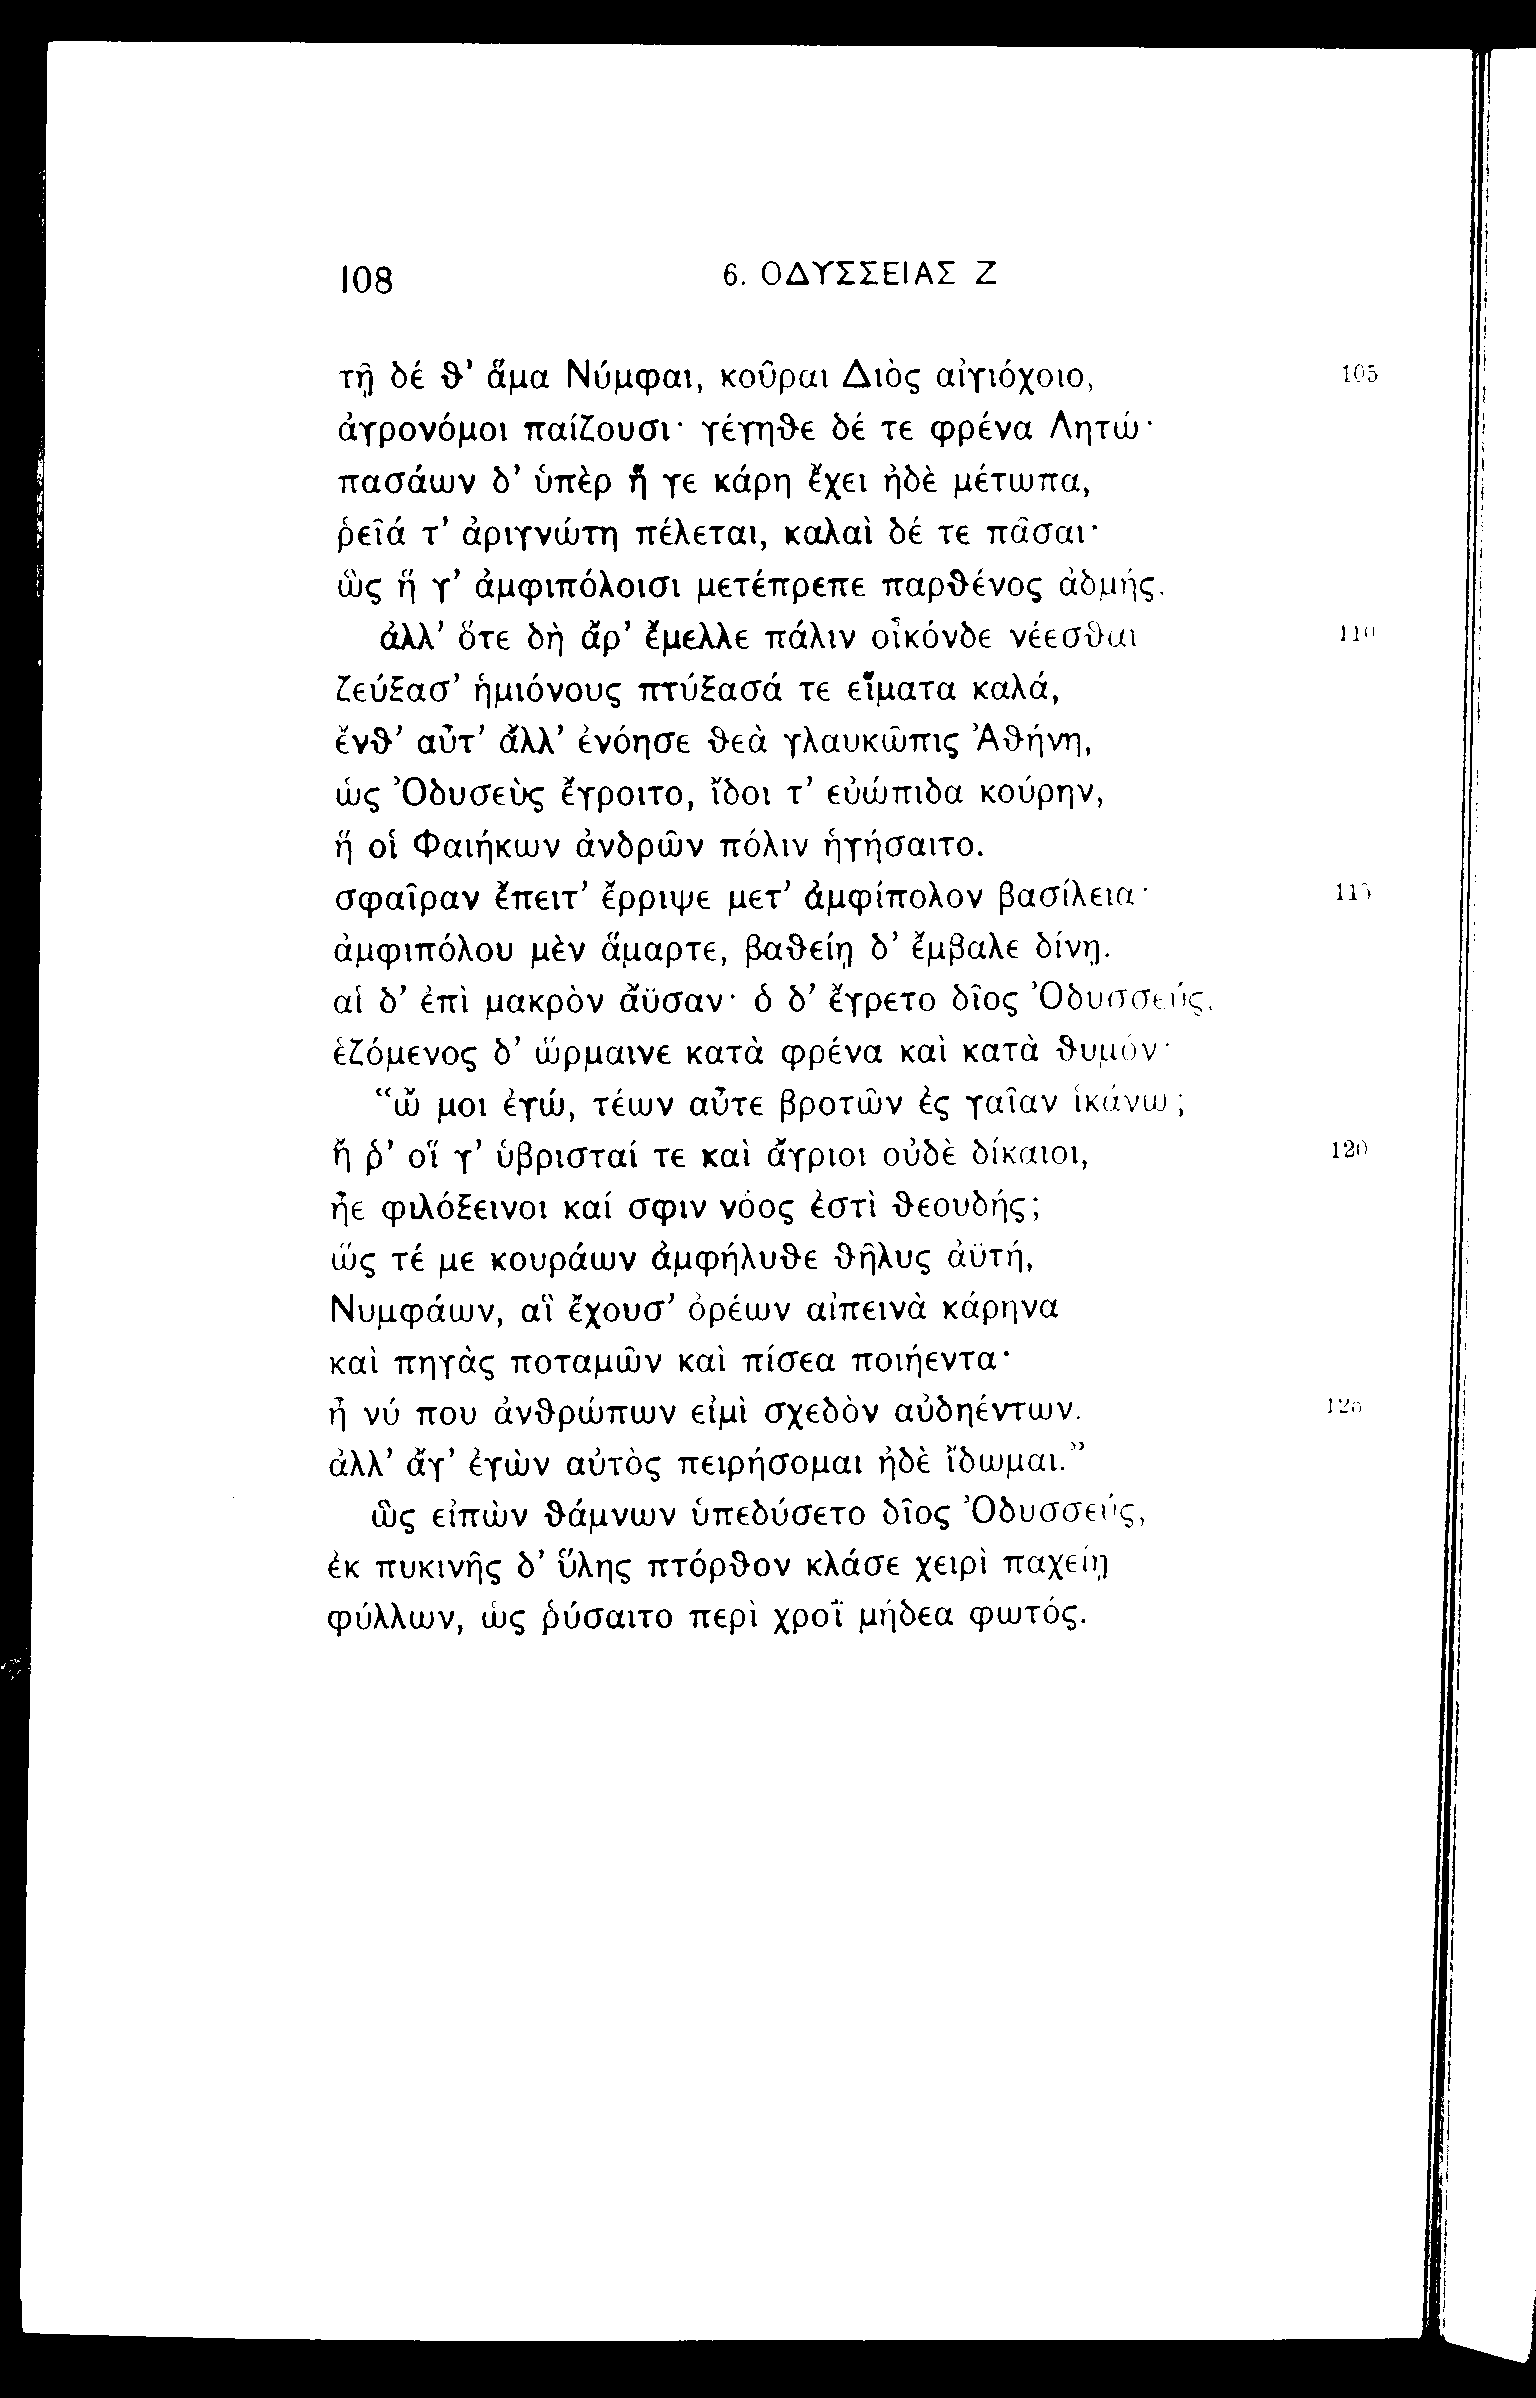 108 6. ΟΔΥΣΣΕΙΑΣ Ζ
τῇ δέ ϑ’ ἅμα Νύμφαι, κοῦραι Διὸς αἰγιόχοιο, 105
ἀγρονόμοι παίζουσι· γέγηϑε δέ τε φρένα Λητώ·
πασάων δ’ ὑπὲρ ἥ γε κάρη ἔχει ἠδὲ μέτωπα,
ῥεῖά τ’ ἀριγνώτη πέλεται, καλαὶ δέ τε πᾶσαι·
ὣς ἥ γ’ ἀμφιπόλοισι μετέπρεπε παρϑένος ἀδμής.
ἀλλ’ ὅτε δὴ ἄρ’ ἔμελλε πάλιν οἶκόνδε νέεσϑαι 110
ζεύξασ’ ἡμιόνους πτύξασά τε εἵματα καλά,
ἔνϑ’ αὖτ’ ἄλλ’ ἐνόησε ϑεὰ γλαυκῶπις Ἀϑήνη,
ὡς Ὀδυσεὺς ἔγροιτο, ἴδοι τ’ εὐώπιδα κούρην,
ἥ οἱ Φαιήκων ἀνδρῶν πόλιν ἡγήσαιτο.
σφαῖραν ἔπειτ’ ἔρριψε μετ’ ἀμφίπολον βασίλεια· 115
ἀμφιπόλου μὲν ἅμαρτε, βαϑείῃ δ’ ἔμβαλε δίνῃ.
αἱ δ’ ἐπὶ μακρὸν ἄϋσαν· ὁ δ’ ἔγρετο δῖος Ὀδυσσεύς,
ἑζόμενος δ’ ὥρμαινε κατὰ φρένα καὶ κατὰ ϑυμόν·
“ὤ μοι ἐγώ, τέων αὖτε βροτῶν ἐς γαῖαν ἱκάνω;
ἤ ῥ’ οἵ γ’ ὑβρισταί τε καὶ ἄγριοι οὐδὲ δίκαιοι, 120
ἦε φιλόξεινοι καί σφιν νόος ἐστὶ ϑεουδής;
ὥς τέ με κουράων ἀμφήλυϑε ϑῆλυς ἀϋτή,
Νυμφάων, αἳ ἔχουσ’ ὀρέων αἰπεινὰ κάρηνα
καὶ πηγὰς ποταμῶν καὶ πίσεα ποιήεντα·
ἦ νύ που ἀνϑρώπων εἰμὶ σχεδὸν αὐδηέντων. 125
ἀλλ’ ἄγ’ ἐγὼν αὐτὸς πειρήσομαι ἠδὲ ἴδωμαι.”
ὣς εἰπὼν ϑάμνων ὑπεδύσετο δῖος Ὀδυσσεύς,
ἐκ πυκινῆς δ’ ὕλης πτόρϑον κλάσε χειρὶ παχείῃ
φύλλων, ὡς ῥύσαιτο περὶ χροῒ μήδεα φωτός.